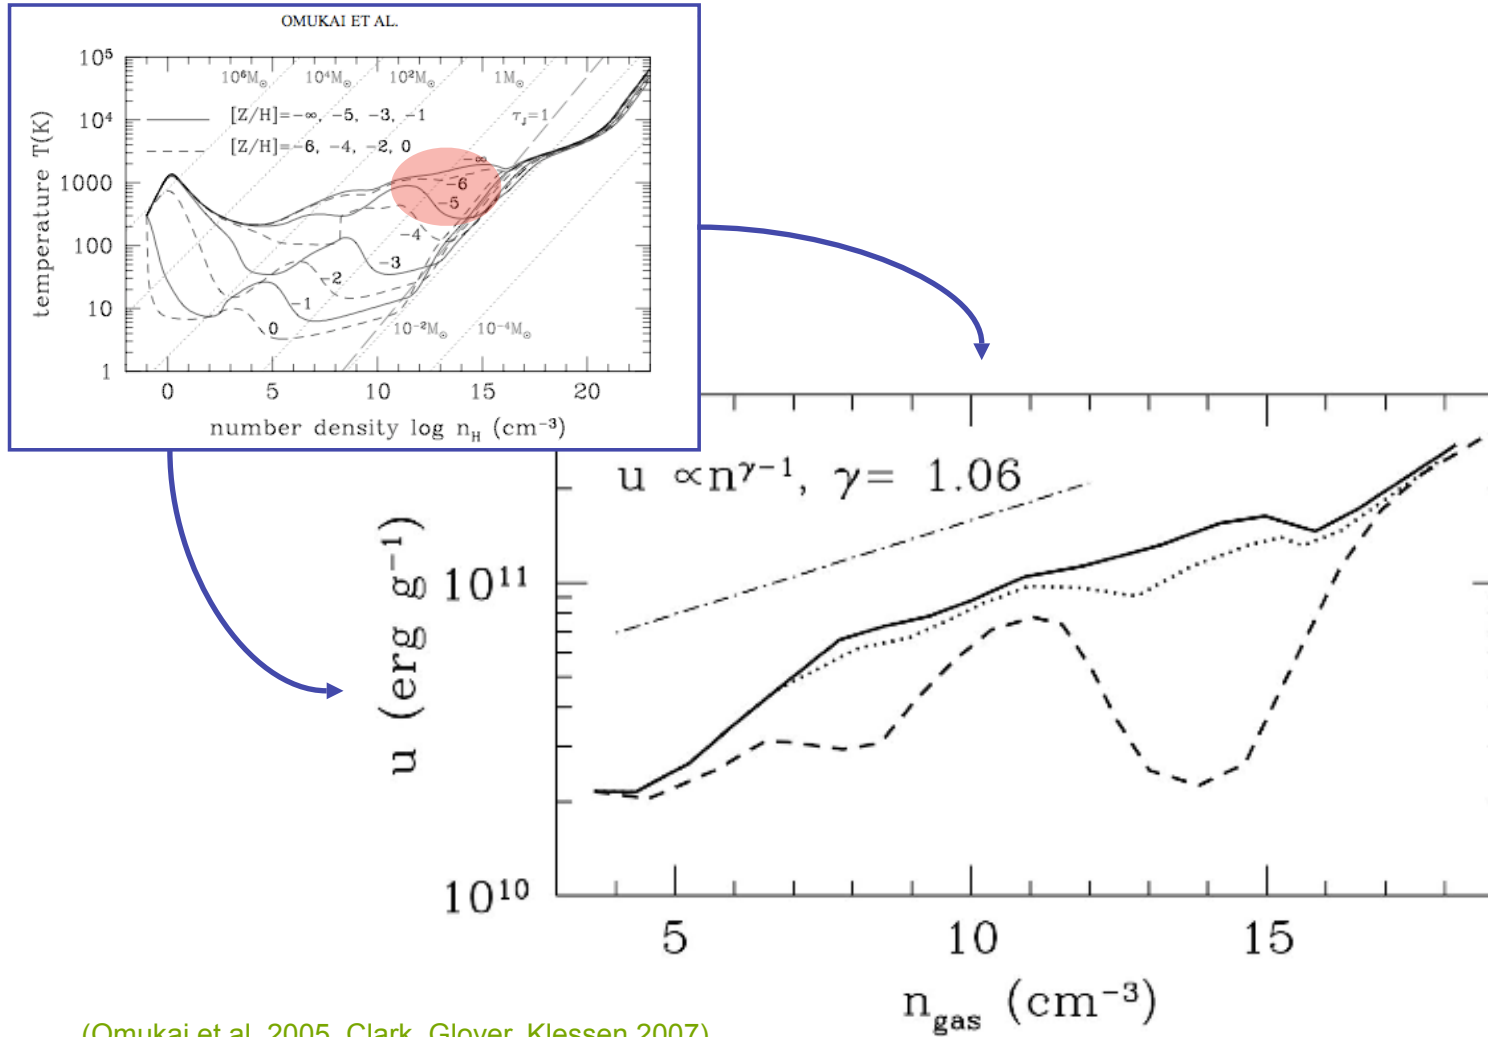 OMUKAI ET AL.
10⁵
10⁶M☉ 10⁴M☉ 10²M☉ 1M☉
[Z/H]=−∞, −5, −3, −1
τJ=1
10⁴
[Z/H]=−6, −4, −2, 0
temperature T(K)
−∞
1000
−6
−5
−4
100
−3
−2
−1
10
0
10⁻²M☉ 10⁻⁴M☉
1
0 5 10 15 20
number density log nH (cm⁻³)
u ∝n^γ⁻¹, γ= 1.06
u (erg g⁻¹)
10¹¹
10¹⁰
5 10 15
ngas (cm⁻³)
(Omukai et al. 2005, Clark, Glover, Klessen 2007)